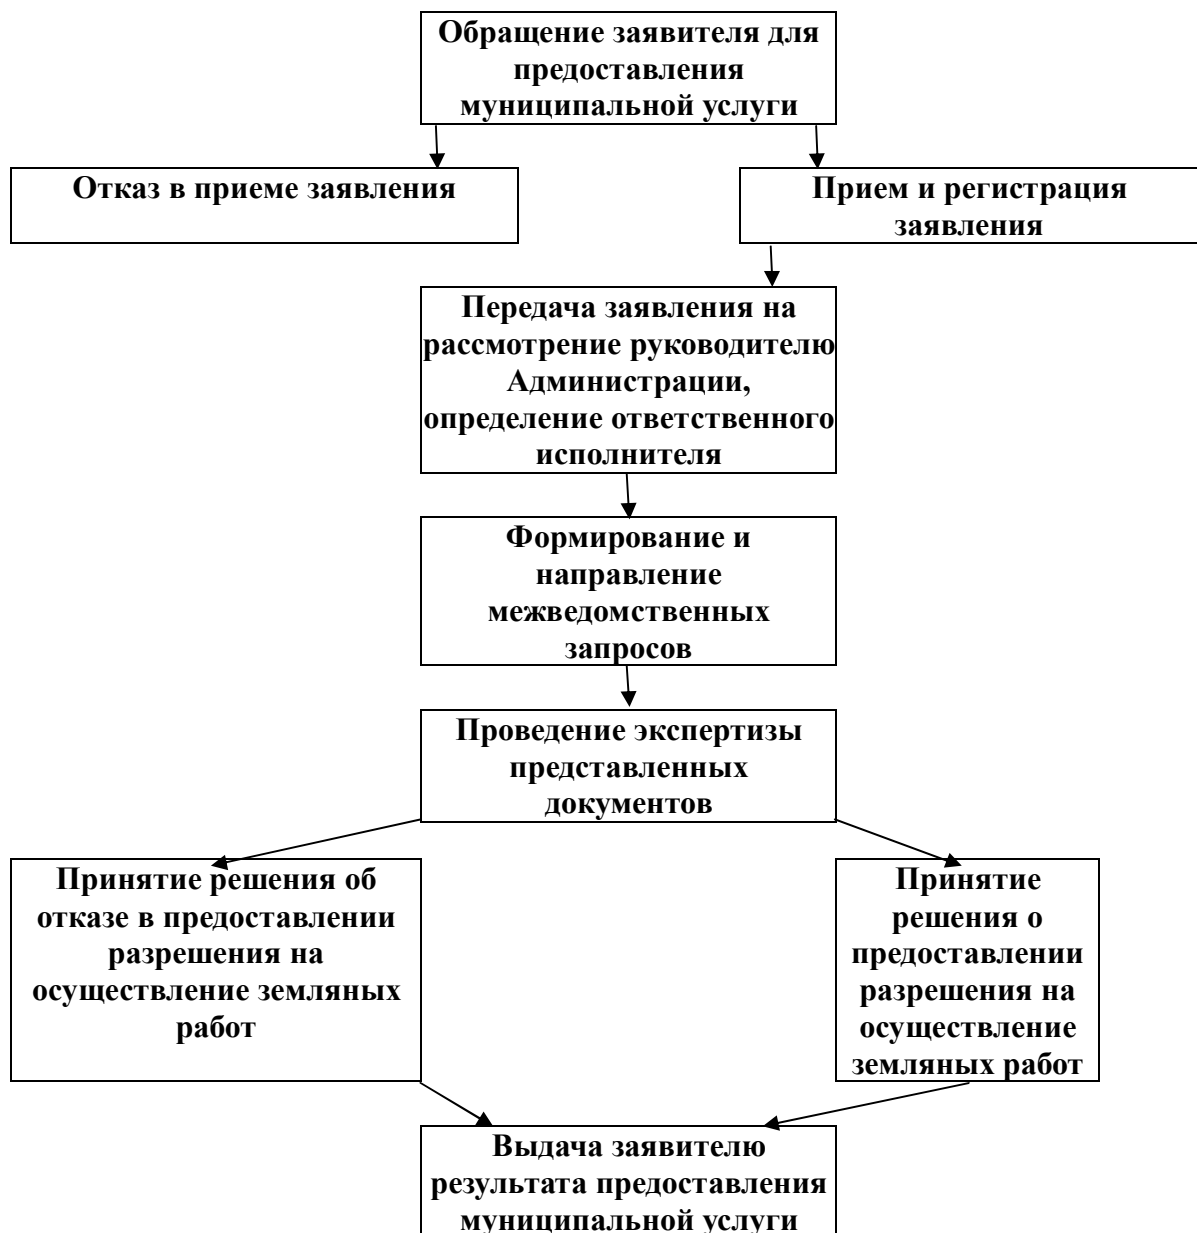 Обращение заявителя для
предоставления
муниципальной услуги
Отказ в приеме заявления
Прием и регистрация
заявления
Передача заявления на
рассмотрение руководителю
Администрации,
определение ответственного
исполнителя
Формирование и
направление
межведомственных
запросов
Проведение экспертизы
представленных
документов
Принятие решения об
отказе в предоставлении
разрешения на
осуществление земляных
работ
Принятие
решения о
предоставлении
разрешения на
осуществление
земляных работ
Выдача заявителю
результата предоставления
муниципальной услуги